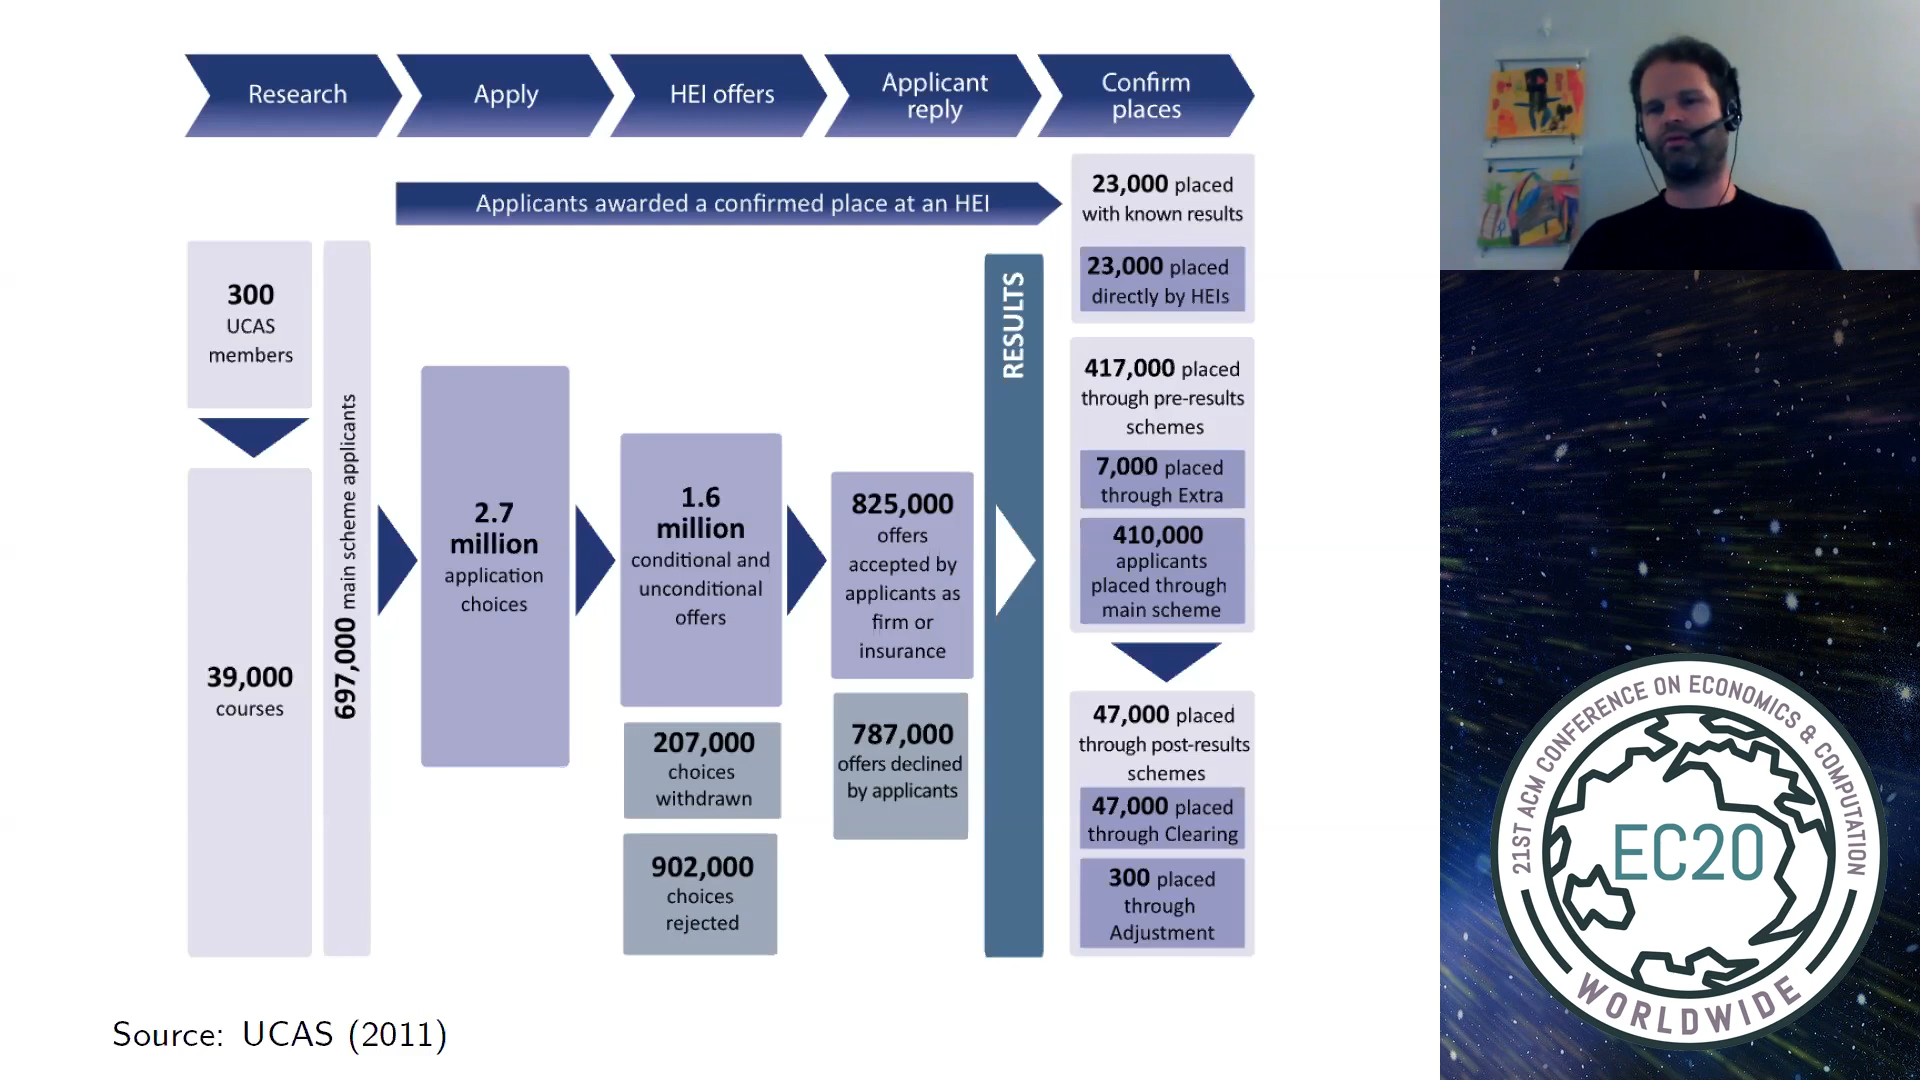 Research
Apply
HEI offers
Applicant
reply
Confirm
places
Applicants awarded a confirmed place at an HEI
300
UCAS
members
39,000
courses
697,000 main scheme applicants
2.7
million
application
choices
1.6
million
conditional and
unconditional
offers
207,000
choices
withdrawn
902,000
choices
rejected
825,000
offers
accepted by
applicants as
firm or
insurance
787,000
offers declined
by applicants
RESULTS
23,000 placed
with known results
23,000 placed
directly by HEIs
417,000 placed
through pre-results
schemes
7,000 placed
through Extra
410,000
applicants
placed through
main scheme
47,000 placed
through post-results
schemes
47,000 placed
through Clearing
300 placed
through
Adjustment
Source: UCAS (2011)
21ST ACM CONFERENCE ON ECONOMICS & COMPUTATION
EC20
WORLDWIDE